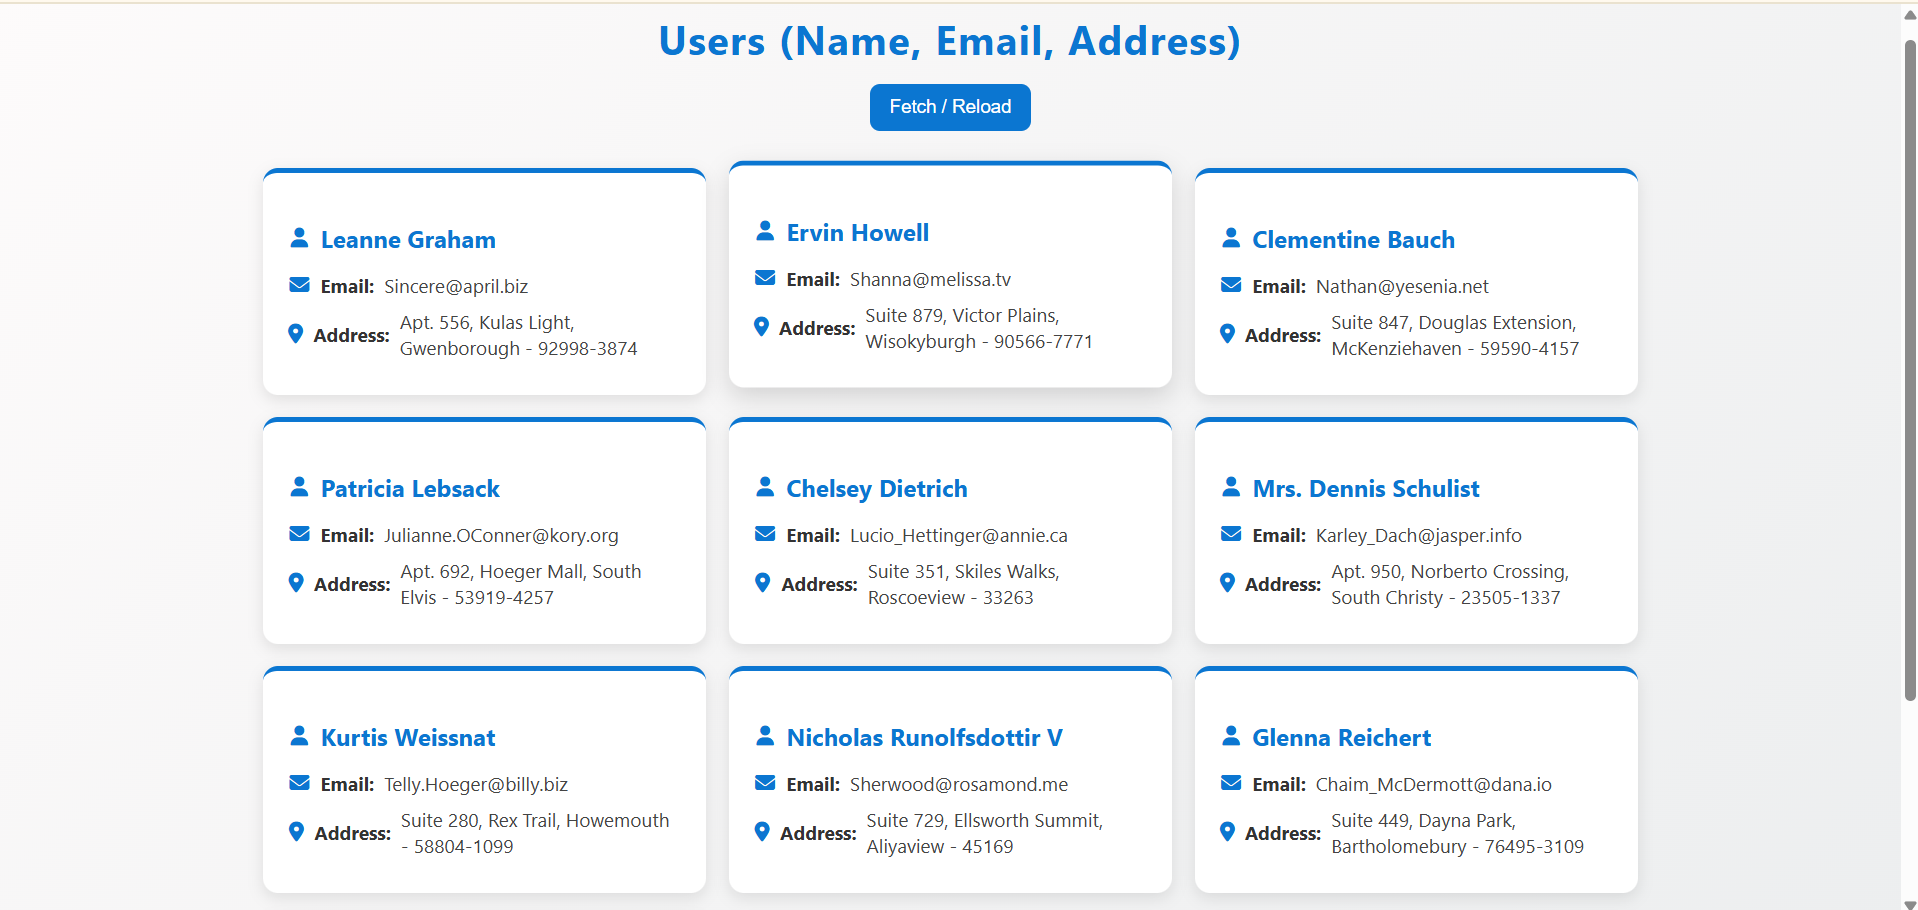 Users (Name, Email, Address)
Fetch / Reload
Leanne Graham
Email: Sincere@april.biz
Address: Apt. 556, Kulas Light,
Gwenborough - 92998-3874
Ervin Howell
Email: Shanna@melissa.tv
Address: Suite 879, Victor Plains,
Wisokyburgh - 90566-7771
Clementine Bauch
Email: Nathan@yesenia.net
Address: Suite 847, Douglas Extension,
McKenziehaven - 59590-4157
Patricia Lebsack
Email: Julianne.OConner@kory.org
Address: Apt. 692, Hoeger Mall, South
Elvis - 53919-4257
Chelsey Dietrich
Email: Lucio_Hettinger@annie.ca
Address: Suite 351, Skiles Walks,
Roscoeview - 33263
Mrs. Dennis Schulist
Email: Karley_Dach@jasper.info
Address: Apt. 950, Norberto Crossing,
South Christy - 23505-1337
Kurtis Weissnat
Email: Telly.Hoeger@billy.biz
Address: Suite 280, Rex Trail, Howemouth
- 58804-1099
Nicholas Runolfsdottir V
Email: Sherwood@rosamond.me
Address: Suite 729, Ellsworth Summit,
Aliyaview - 45169
Glenna Reichert
Email: Chaim_McDermott@dana.io
Address: Suite 449, Dayna Park,
Bartholomebury - 76495-3109